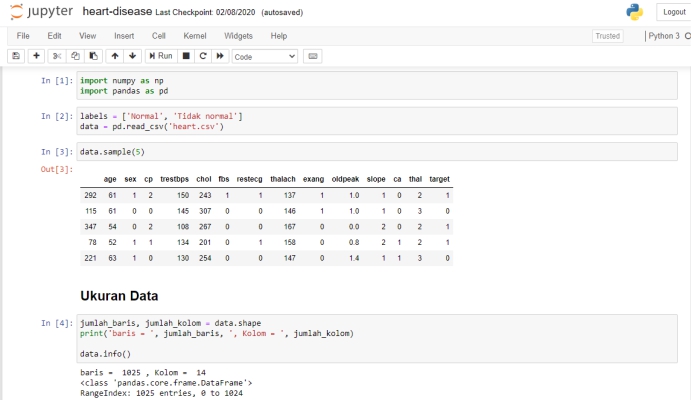 jupyter heart-disease Last Checkpoint: 02/08/2020 (autosaved)
Logout
File Edit View Insert Cell Kernel Widgets Help
Trusted
Python 3
Run
Code
In [1]: import numpy as np
import pandas as pd
In [2]: labels = ['Normal', 'Tidak normal']
data = pd.read_csv('heart.csv')
In [3]: data.sample(5)
Out[3]:
age sex cp trestbps chol fbs restecg thalach exang oldpeak slope ca thal target
292 61 1 2 150 243 1 1 137 1 1.0 1 0 2 1
115 61 0 0 145 307 0 0 146 1 1.0 1 0 3 0
347 54 0 2 108 267 0 0 167 0 0.0 2 0 2 1
78 52 1 1 134 201 0 1 158 0 0.8 2 1 2 1
221 63 1 0 130 254 0 0 147 0 1.4 1 1 3 0
Ukuran Data
In [4]: jumlah_baris, jumlah_kolom = data.shape
print('baris = ', jumlah_baris, ', Kolom = ', jumlah_kolom)
data.info()
baris =  1025 , Kolom =  14
<class 'pandas.core.frame.DataFrame'>
RangeIndex: 1025 entries, 0 to 1024